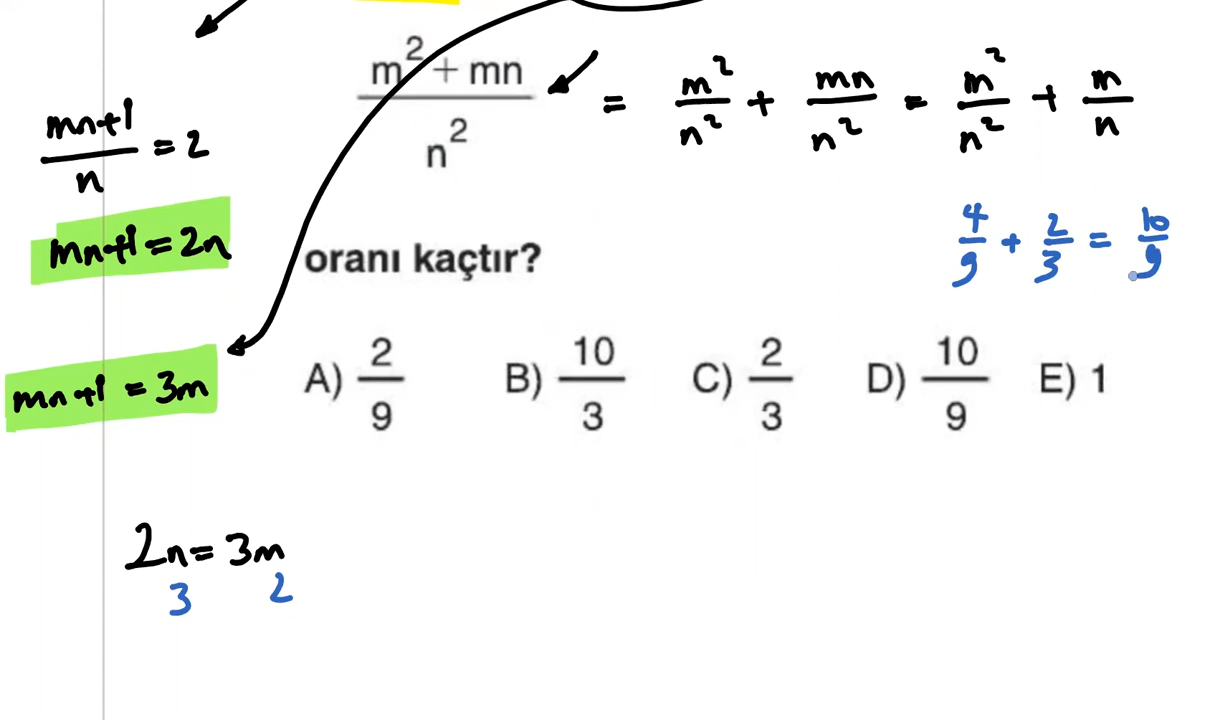 (mn+1)/n = 2
mn+1 = 2n
mn+1 = 3m
(m² + mn)/n² = m²/n² + mn/n² = m²/n² + m/n
4/9 + 2/3 = 10/9
oranı kaçtır?
A) 2/9 B) 10/3 C) 2/3 D) 10/9 E) 1
2n = 3m
3 2